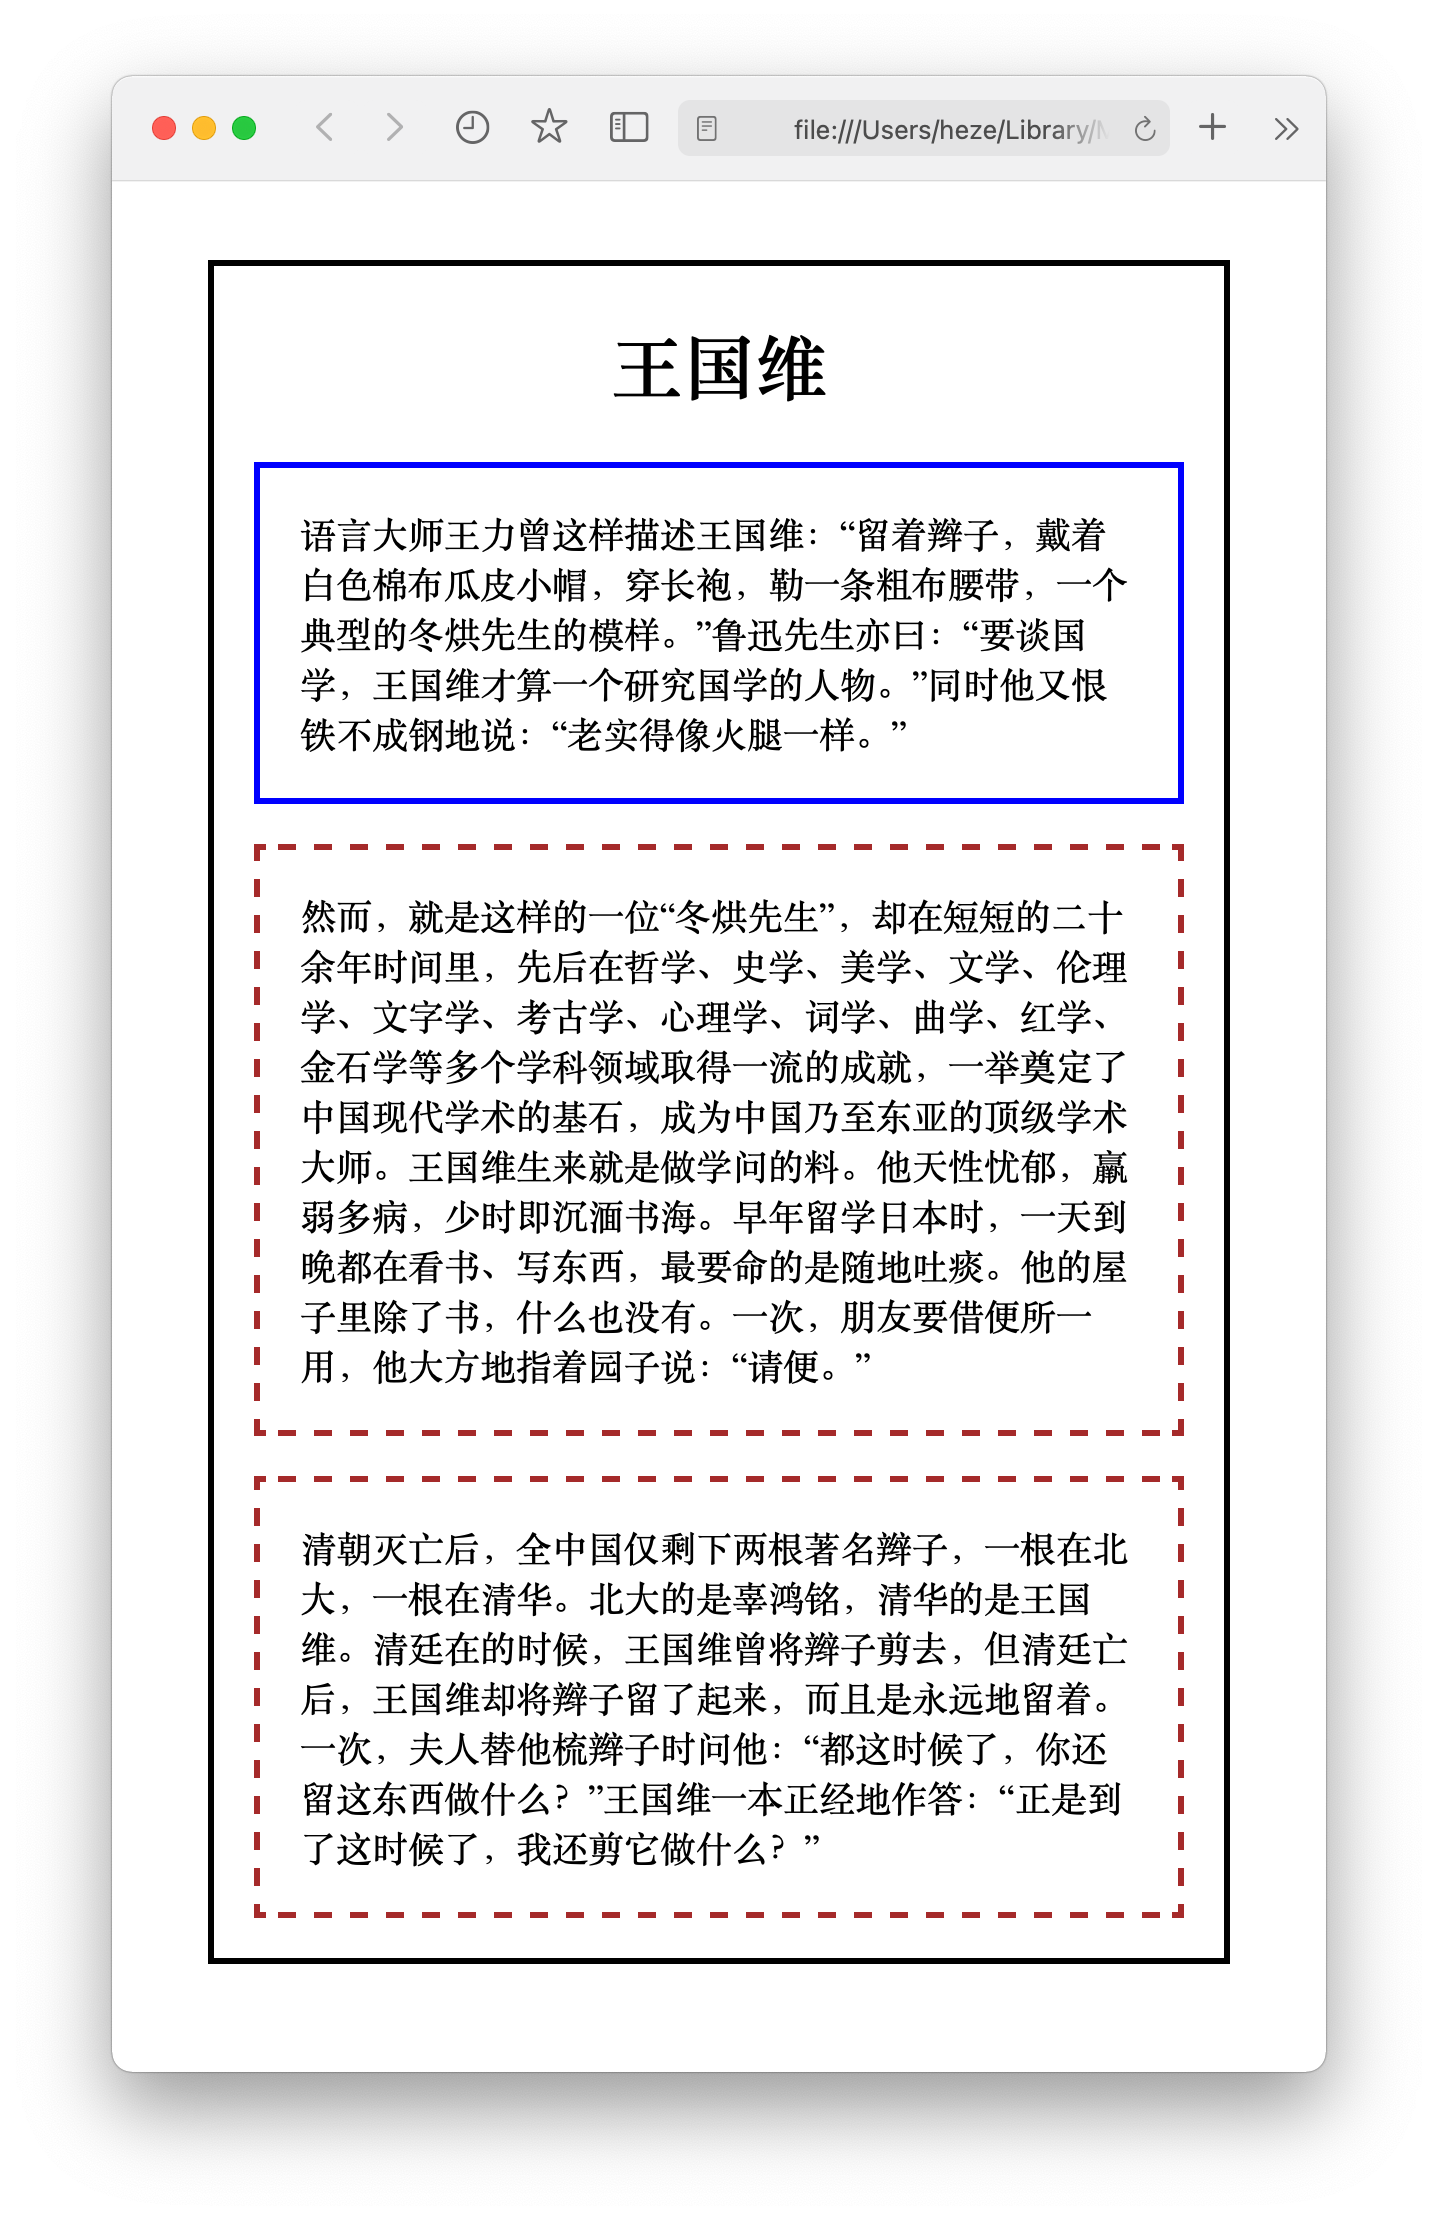 file:///Users/heze/Library/
王国维
语言大师王力曾这样描述王国维：“留着辫子，戴着
白色棉布瓜皮小帽，穿长袍，勒一条粗布腰带，一个
典型的冬烘先生的模样。”鲁迅先生亦曰：“要谈国
学，王国维才算一个研究国学的人物。”同时他又恨
铁不成钢地说：“老实得像火腿一样。”
然而，就是这样的一位“冬烘先生”，却在短短的二十
余年时间里，先后在哲学、史学、美学、文学、伦理
学、文字学、考古学、心理学、词学、曲学、红学、
金石学等多个学科领域取得一流的成就，一举奠定了
中国现代学术的基石，成为中国乃至东亚的顶级学术
大师。王国维生来就是做学问的料。他天性忧郁，羸
弱多病，少时即沉湎书海。早年留学日本时，一天到
晚都在看书、写东西，最要命的是随地吐痰。他的屋
子里除了书，什么也没有。一次，朋友要借便所一
用，他大方地指着园子说：“请便。”
清朝灭亡后，全中国仅剩下两根著名辫子，一根在北
大，一根在清华。北大的是辜鸿铭，清华的是王国
维。清廷在的时候，王国维曾将辫子剪去，但清廷亡
后，王国维却将辫子留了起来，而且是永远地留着。
一次，夫人替他梳辫子时问他：“都这时候了，你还
留这东西做什么？”王国维一本正经地作答：“正是到
了这时候了，我还剪它做什么？”